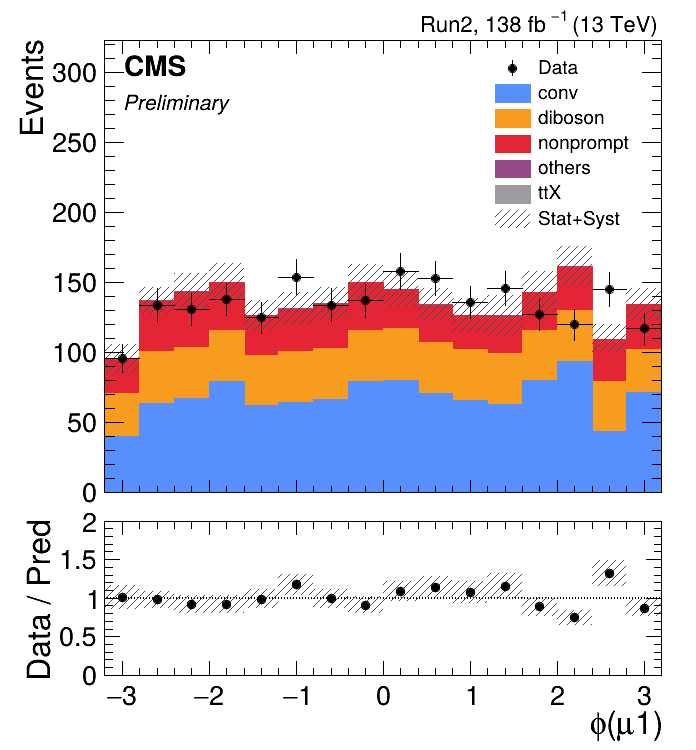 Run2, 138 fb⁻¹ (13 TeV)
CMS
Preliminary
Data
conv
diboson
nonprompt
others
ttX
Stat+Syst
Events
300
250
200
150
100
50
0
Data / Pred
2
1.5
1
0.5
0
−3 −2 −1 0 1 2 3
ϕ(μ1)